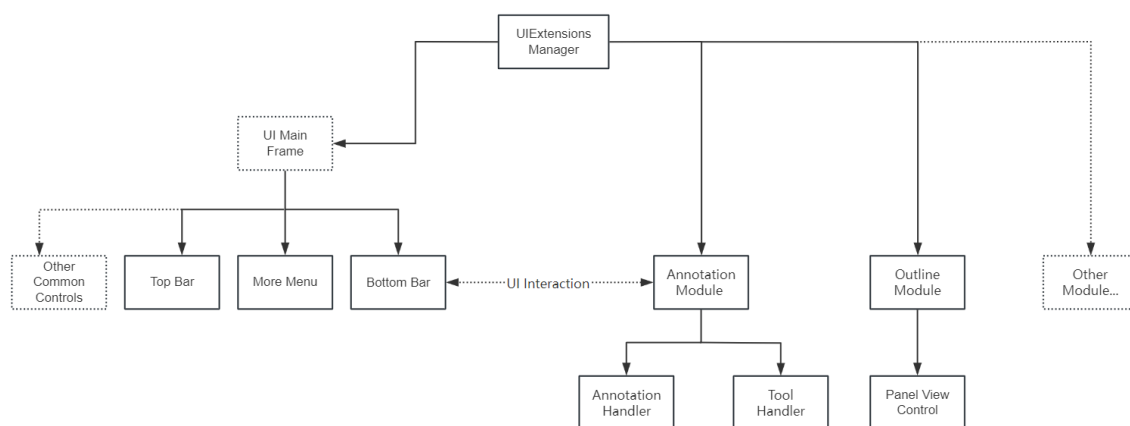 UIExtensions
Manager
UI Main
Frame
Other
Common
Controls
Top Bar
More Menu
Bottom Bar
UI Interaction
Annotation
Module
Outline
Module
Other
Module...
Annotation
Handler
Tool
Handler
Panel View
Control